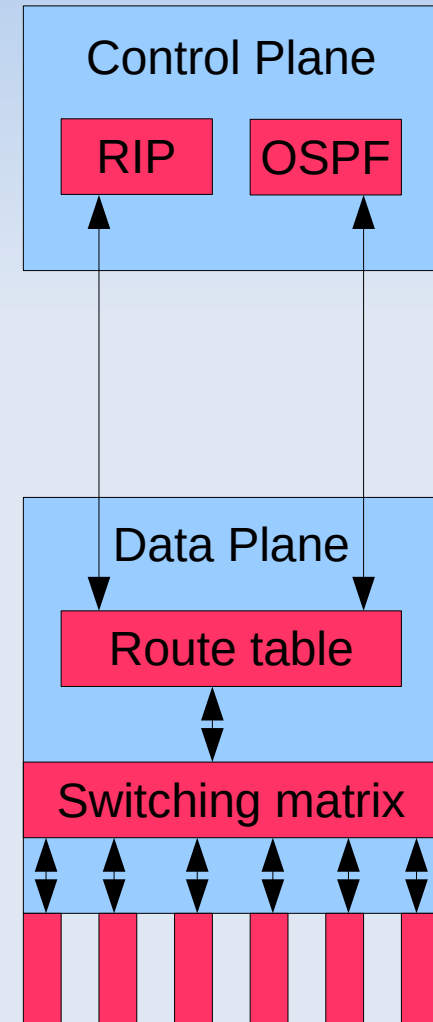 Control Plane
RIP
OSPF
Data Plane
Route table
Switching matrix